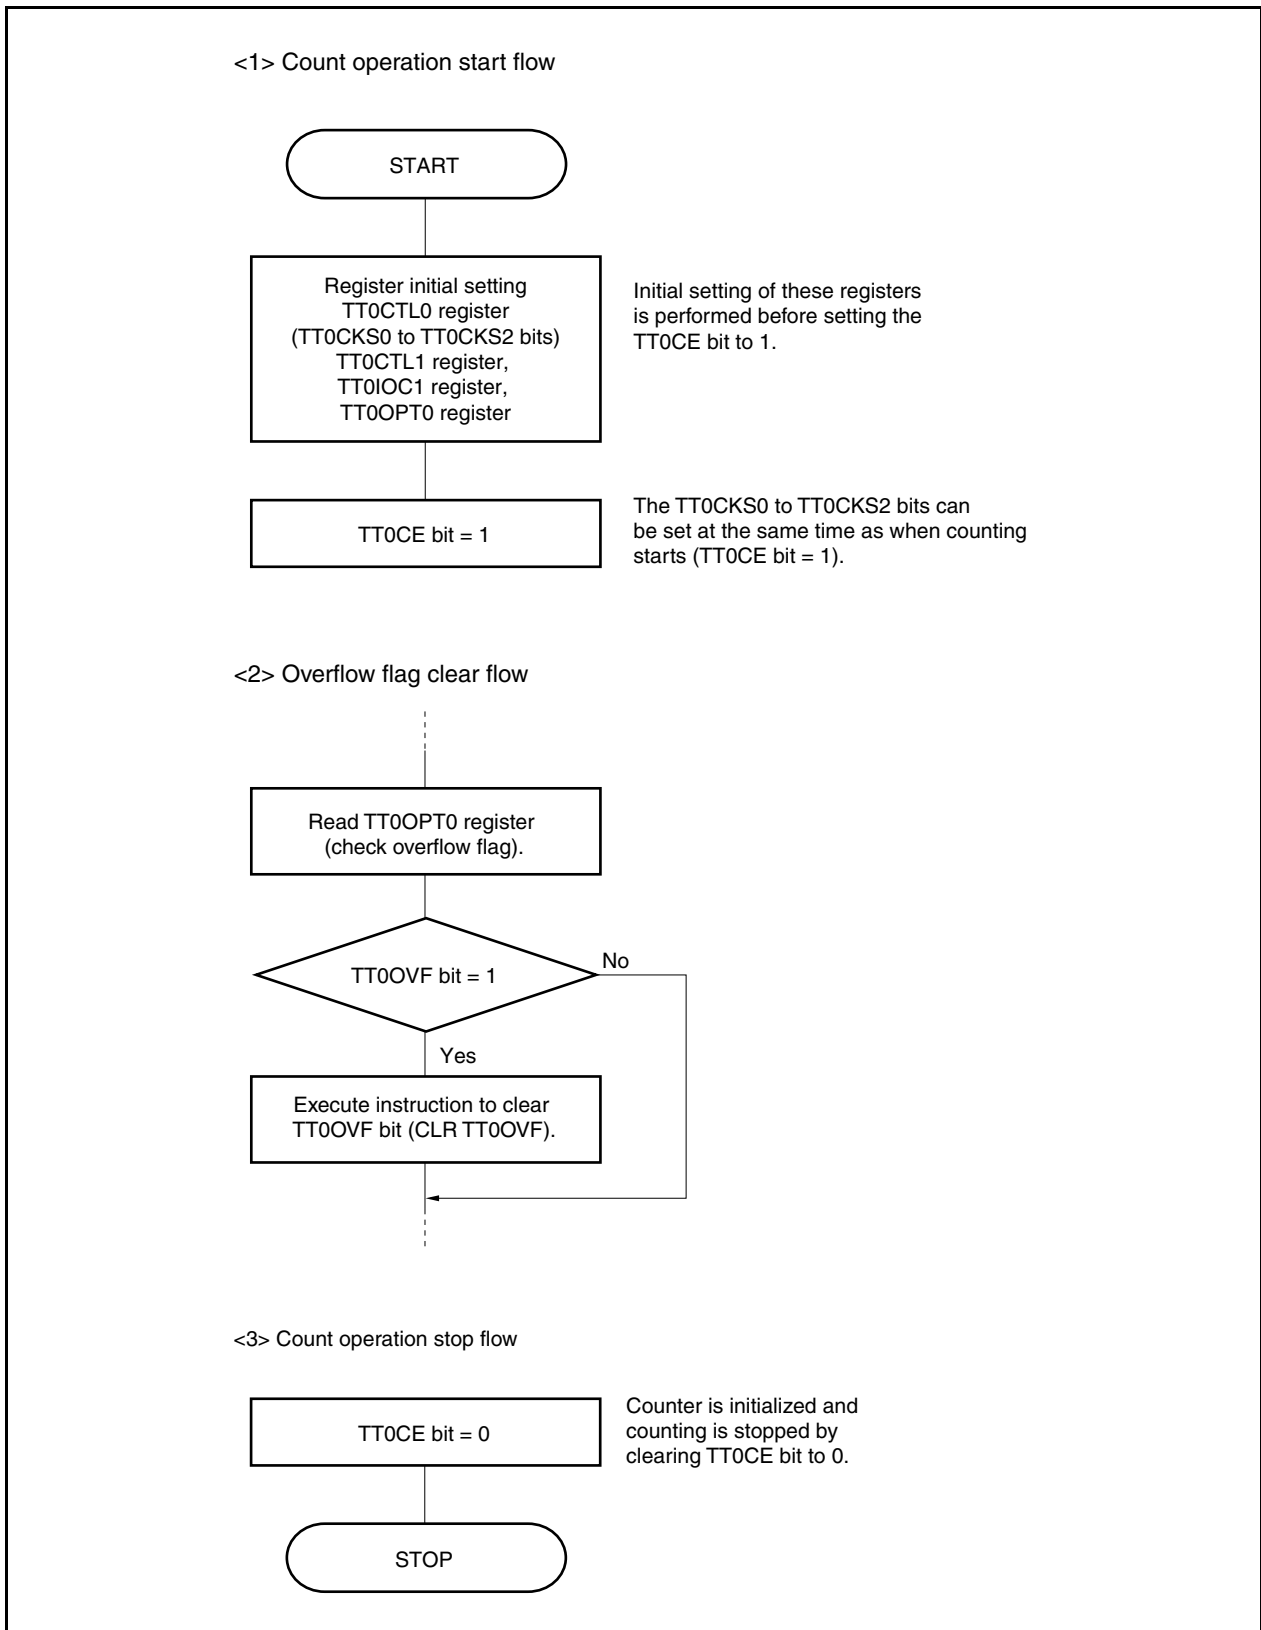 <1> Count operation start flow
START
Register initial setting
TT0CTL0 register
(TT0CKS0 to TT0CKS2 bits)
TT0CTL1 register,
TT0IOC1 register,
TT0OPT0 register
Initial setting of these registers
is performed before setting the
TT0CE bit to 1.
TT0CE bit = 1
The TT0CKS0 to TT0CKS2 bits can
be set at the same time as when counting
starts (TT0CE bit = 1).
<2> Overflow flag clear flow
Read TT0OPT0 register
(check overflow flag).
TT0OVF bit = 1
No
Yes
Execute instruction to clear
TT0OVF bit (CLR TT0OVF).
<3> Count operation stop flow
TT0CE bit = 0
Counter is initialized and
counting is stopped by
clearing TT0CE bit to 0.
STOP